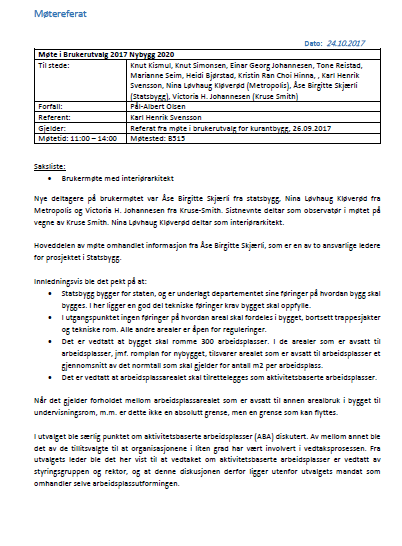 Møtereferat
Dato: 24.10.2017
Møte i Brukerutvalg 2017 Nybygg 2020
Til stede: Knut Kismul, Knut Simonsen, Einar Georg Johannesen, Tone Reistad,
Marianne Seim, Heidi Bjørstad, Kristin Ran Choi Hinna, , Karl Henrik
Svensson, Nina Løvhaug Kløverød (Metropolis), Åse Birgitte Skjærli
(Statsbygg), Victoria H. Johannesen (Kruse Smith)
Forfall: Pål-Albert Olsen
Referent: Karl Henrik Svensson
Gjelder: Referat fra møte i brukerutvalg for kurantbygg, 26.09.2017
Møtetid: 11:00 – 14:00 Møtested: B515
Saksliste:
• Brukermøte med interiørarkitekt
Nye deltagere på brukermøtet var Åse Birgitte Skjærli fra statsbygg, Nina Løvhaug Kløverød fra
Metropolis og Victoria H. Johannesen fra Kruse-Smith. Sistnevnte deltar som observatør i møtet på
vegne av Kruse Smith. Nina Løvhaug Kløverød deltar som interiørarkitekt.
Hoveddelen av møte omhandlet informasjon fra Åse Birgitte Skjærli, som er en av to ansvarlige ledere
for prosjektet i Statsbygg.
Innledningsvis ble det pekt på at:
• Statsbygg bygger for staten, og er underlagt departementet sine føringer på hvordan bygg skal
bygges. I her ligger en god del tekniske føringer krav bygget skal oppfylle.
• I utgangspunktet ingen føringer på hvordan areal skal fordeles i bygget, bortsett trappesjakter
og tekniske rom. Alle andre arealer er åpen for reguleringer.
• Det er vedtatt at bygget skal romme 300 arbeidsplasser. I de arealer som er avsatt til
arbeidsplasser, jmf. romplan for nybygget, tilsvarer arealet som er avsatt til arbeidsplasser et
gjennomsnitt av det normtall som skal gjelder for antall m2 per arbeidsplass.
• Det er vedtatt at arbeidsplassarealet skal tilrettelegges som aktivitetsbaserte arbeidsplasser.
Når det gjelder forholdet mellom arbeidsplassarealet som er avsatt til annen arealbruk i bygget til
undervisningsrom, m.m. er dette ikke en absolutt grense, men en grense som kan flyttes.
I utvalget ble særlig punktet om aktivitetsbaserte arbeidsplasser (ABA) diskutert. Av mellom annet ble
det av de tillitsvalgte til at organisasjonene i liten grad har vært involvert i vedtaksprosessen. Fra
utvalgets leder ble det her vist til at vedtaket om aktivitetsbaserte arbeidsplasser er vedtatt av
styringsgruppen og rektor, og at denne diskusjonen derfor ligger utenfor utvalgets mandat som
omhandler selve arbeidsplassutformingen.